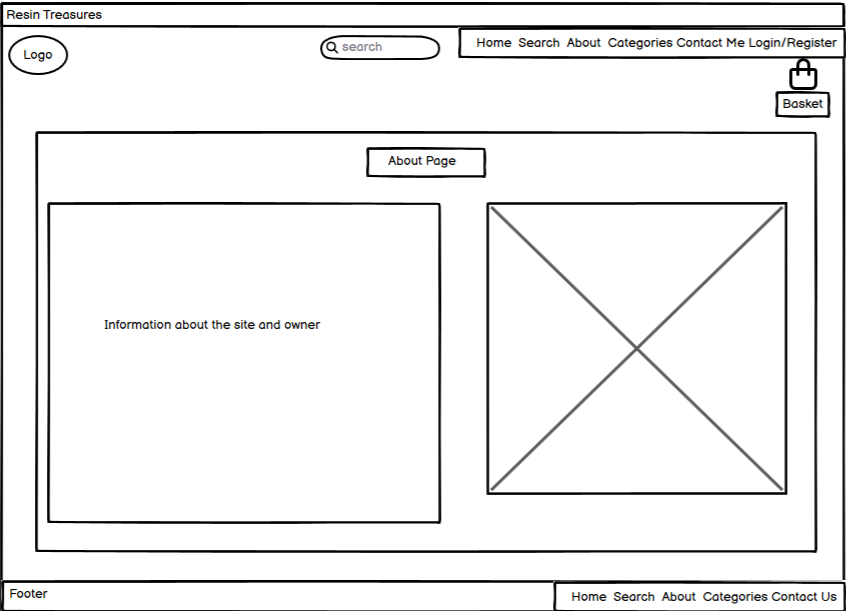 Resin Treasures
Logo
search
Home Search About Categories Contact Me Login/Register
Basket
About Page
Information about the site and owner
Footer
Home Search About Categories Contact Us